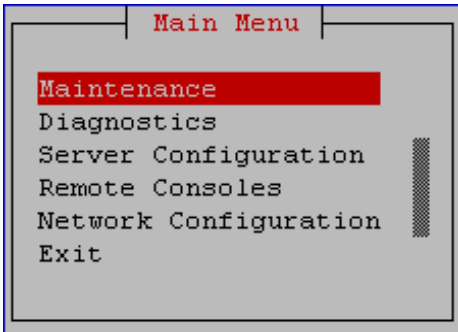 Main Menu
Maintenance
Diagnostics
Server Configuration
Remote Consoles
Network Configuration
Exit